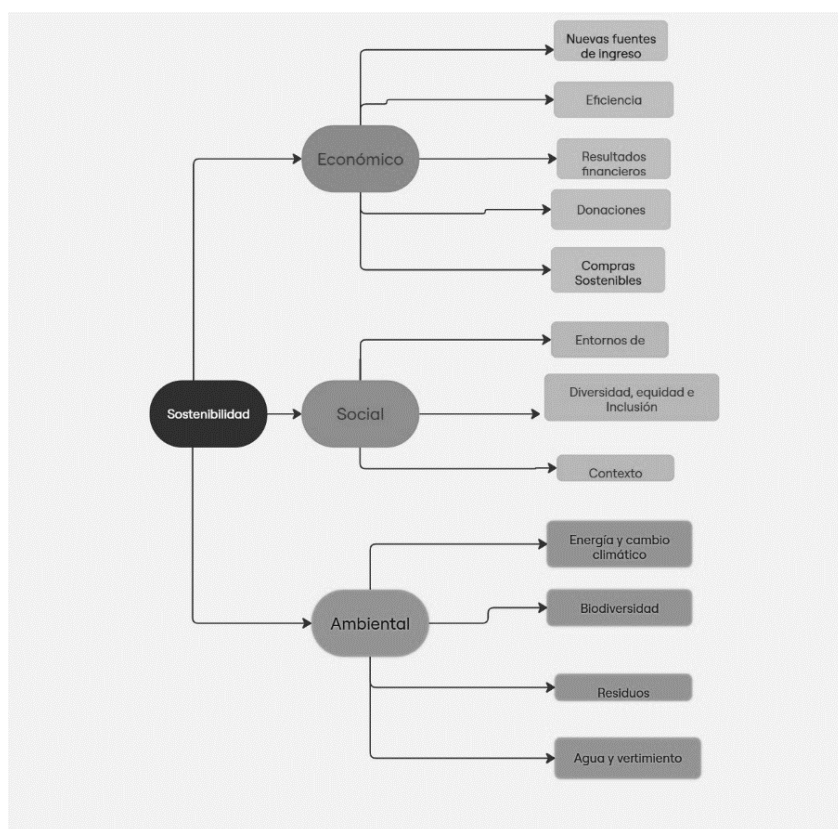 Nuevas fuentes
de ingreso
Eficiencia
Económico
Resultados
financieros
Donaciones
Compras
Sostenibles
Entornos de
Diversidad, equidad e
Inclusión
Sostenibilidad
Social
Contexto
Energía y cambio
climático
Biodiversidad
Ambiental
Residuos
Agua y vertimiento